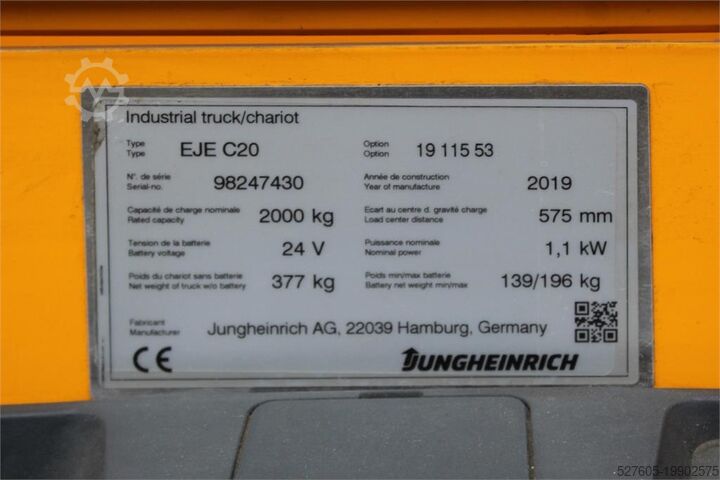 Industrial truck/chariot
Type
Type
EJE C20
Option
Option
19 115 53
N°. de série
Serial-no.
98247430
Année de construction
Year of manufacture
2019
Capacité de charge nominale
Rated capacity
2000 kg
Ecart au centre d. gravité charge
Load center distance
575 mm
Tension de la batterie
Battery voltage
24 V
Puissance nominale
Nominal power
1,1 kW
Poids du chariot sans batterie
Net weight of truck w/o battery
377 kg
Poids min/max batterie
Battery net weight min/max
139/196 kg
Fabricant
Manufacturer
Jungheinrich AG, 22039 Hamburg, Germany
CE
JUNGHEINRICH
527605-19902575